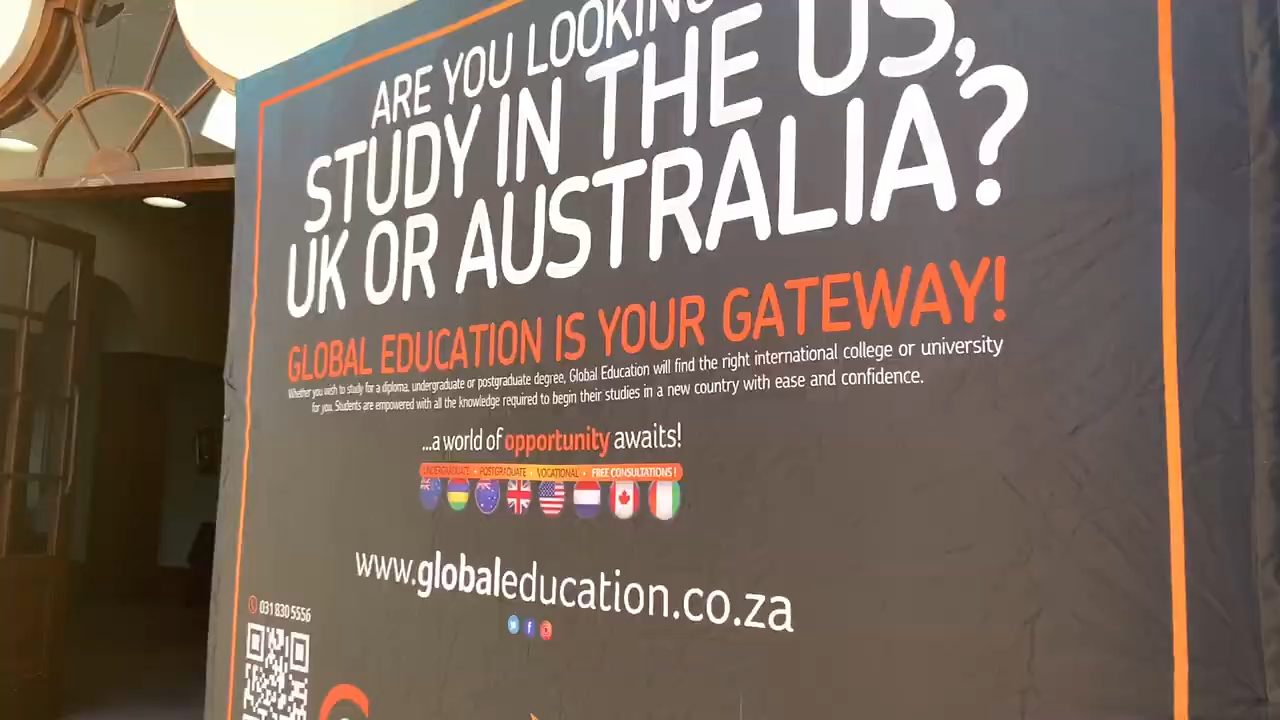 ARE YOU LOOKING
STUDY IN THE US,
UK OR AUSTRALIA?
GLOBAL EDUCATION IS YOUR GATEWAY!
Whether you wish to study for a diploma, undergraduate or postgraduate degree, Global Education will find the right international college or university
for you. Students are empowered with all the knowledge required to begin their studies in a new country with ease and confidence.
...a world of opportunity awaits!
UNDERGRADUATE • POSTGRADUATE • VOCATIONAL • FREE CONSULTATIONS!
www.globaleducation.co.za
031 830 5556